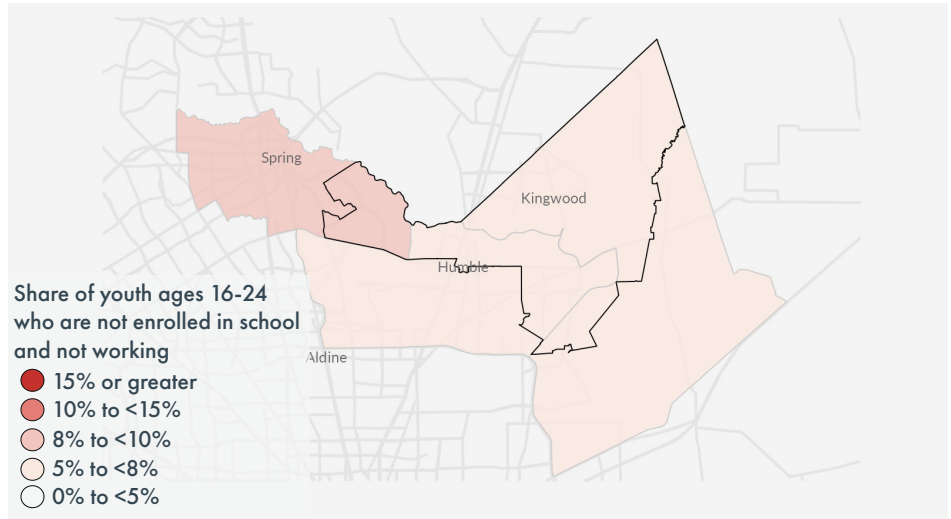 Spring
Kingwood
Humble
Aldine
Share of youth ages 16-24
who are not enrolled in school
and not working
15% or greater
10% to <15%
8% to <10%
5% to <8%
0% to <5%